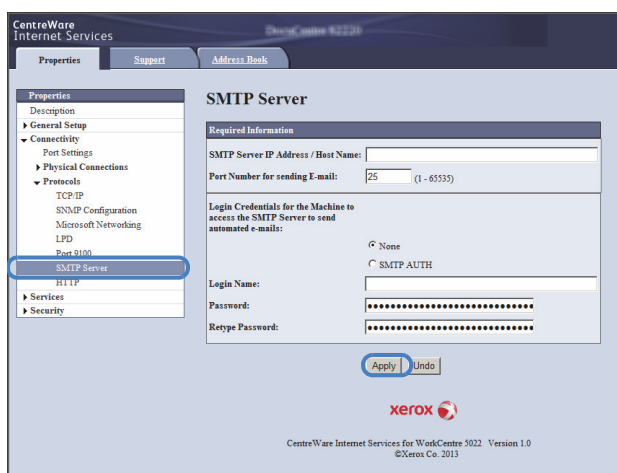 CentreWare
Internet Services
Properties
Support
Address Book
Properties
Description
General Setup
Connectivity
Port Settings
Physical Connections
Protocols
TCP/IP
SNMP Configuration
Microsoft Networking
LPD
Port 9100
SMTP Server
HTTP
Services
Security
SMTP Server
Required Information
SMTP Server IP Address / Host Name:
Port Number for sending E-mail: 25 (1 - 65535)
Login Credentials for the Machine to
access the SMTP Server to send
automated e-mails:
None
SMTP AUTH
Login Name:
Password: ●●●●●●●●●●●●●●●●●●●●●●●●●●●●●
Retype Password: ●●●●●●●●●●●●●●●●●●●●●●●●●●●●●
Apply Undo
xerox
CentreWare Internet Services for WorkCentre 5022 Version 1.0
©Xerox Co. 2013